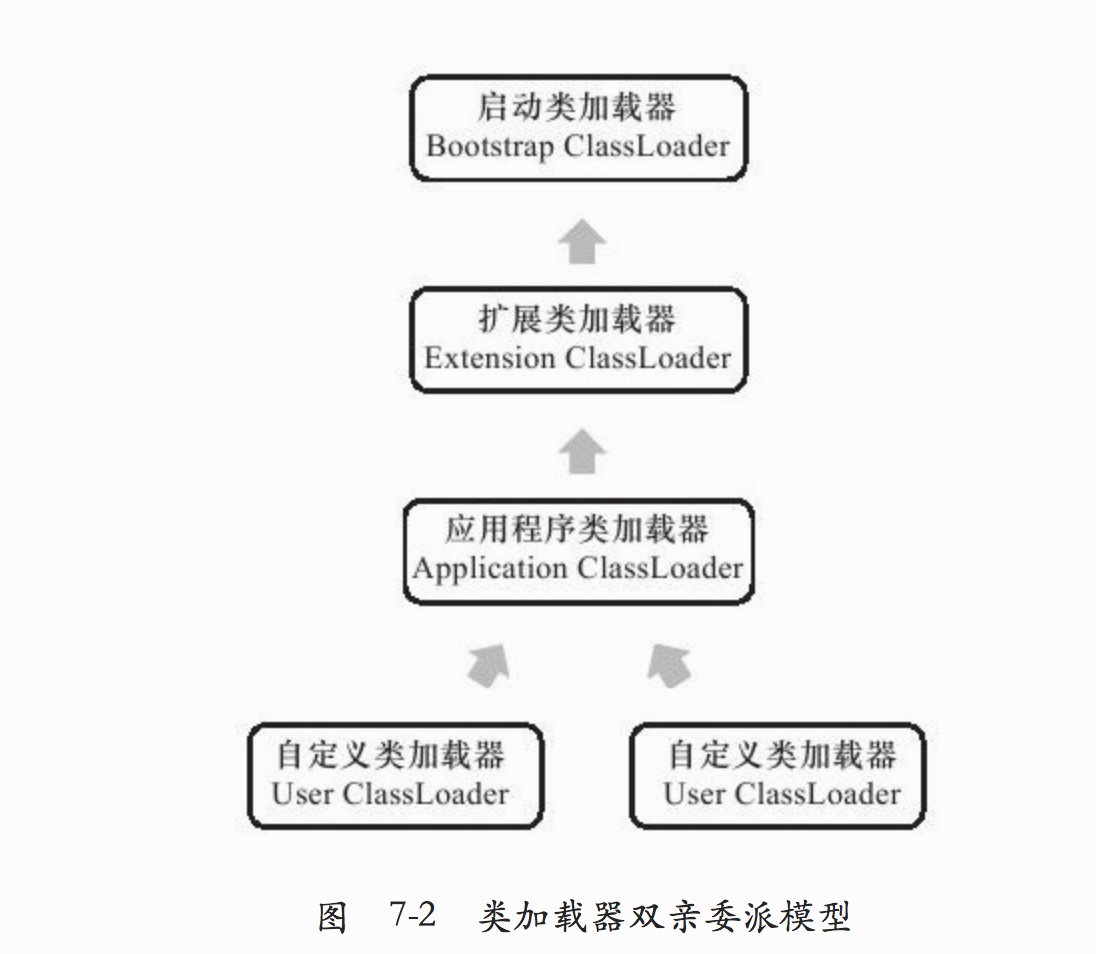 启动类加载器
Bootstrap ClassLoader
扩展类加载器
Extension ClassLoader
应用程序类加载器
Application ClassLoader
自定义类加载器
User ClassLoader
自定义类加载器
User ClassLoader
图 7-2 类加载器双亲委派模型